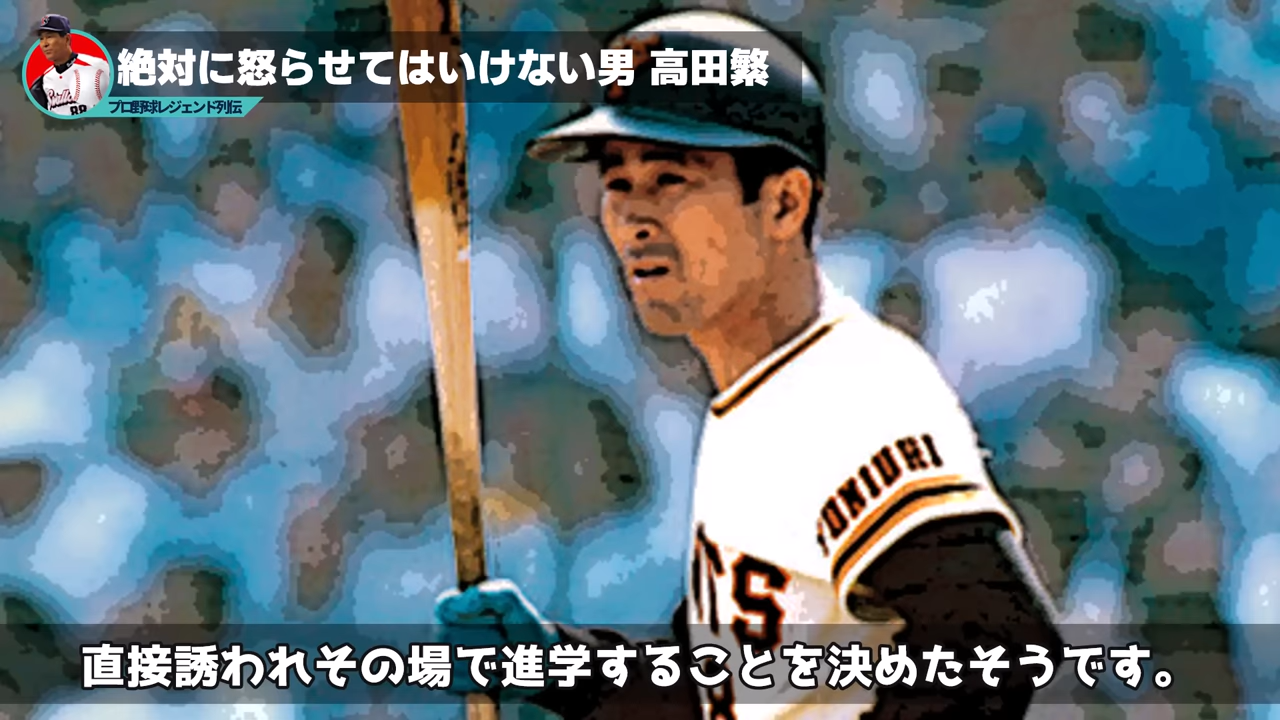 絶対に怒らせてはいけない男 高田繁
プロ野球レジェンド列伝
YOMIURI
TS
直接誘われその場で進学することを決めたそうです。